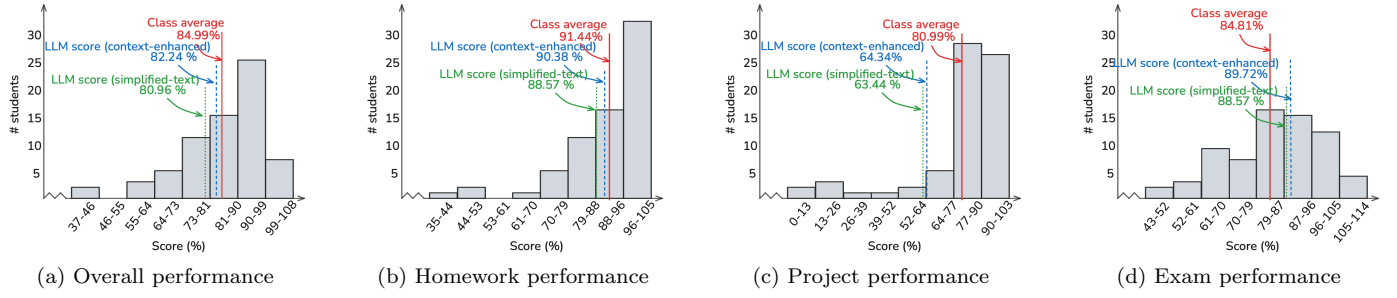 # students
30
25
20
15
10
5
Class average
84.99%
LLM score (context-enhanced)
82.24 %
LLM score (simplified-text)
80.96 %
37-46
46-55
55-64
64-73
73-81
81-90
90-99
99-108
Score (%)
(a) Overall performance
# students
30
25
20
15
10
5
Class average
91.44%
LLM score (context-enhanced)
90.38 %
LLM score (simplified-text)
88.57 %
35-44
44-53
53-61
61-70
70-79
79-88
88-96
96-105
Score (%)
(b) Homework performance
# students
30
25
20
15
10
5
Class average
80.99%
LLM score (context-enhanced)
64.34%
LLM score (simplified-text)
63.44 %
0-13
13-26
26-39
39-52
52-64
64-77
77-90
90-103
Score (%)
(c) Project performance
# students
30
25
20
15
10
5
Class average
84.81%
LLM score (context-enhanced)
89.72%
LLM score (simplified-text)
88.57 %
43-52
52-61
61-70
70-79
79-87
87-96
96-105
105-114
Score (%)
(d) Exam performance